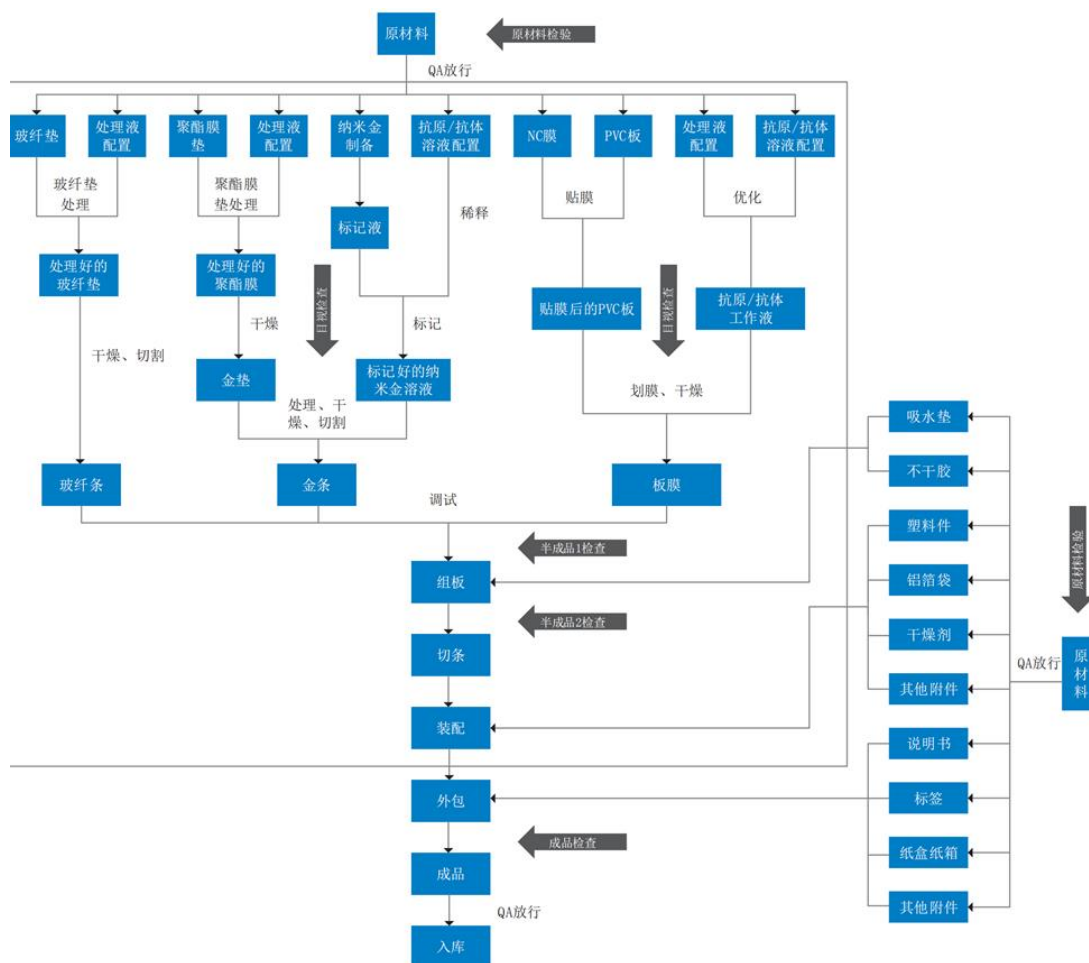 原材料
原材料检验
QA放行
玻纤垫
处理液
配置
聚酯膜
垫
处理液
配置
纳米金
制备
抗原/抗体
溶液配置
NC膜
PVC板
处理液
配置
抗原/抗体
溶液配置
玻纤垫
处理
聚酯膜
垫处理
标记液
稀释
贴膜
优化
处理好的
玻纤垫
处理好的
聚酯膜
目视检查
贴膜后的PVC板
目视检查
抗原/抗体
工作液
干燥
标记
干燥、切割
金垫
标记好的纳
米金溶液
划膜、干燥
处理、干
燥、切割
吸水垫
玻纤条
金条
板膜
不干胶
调试
塑料件
原材料检验
半成品1检查
组板
铝箔袋
半成品2检查
切条
干燥剂
QA放行
原
材
料
其他附件
装配
说明书
外包
标签
成品检查
成品
纸盒纸箱
QA放行
其他附件
入库